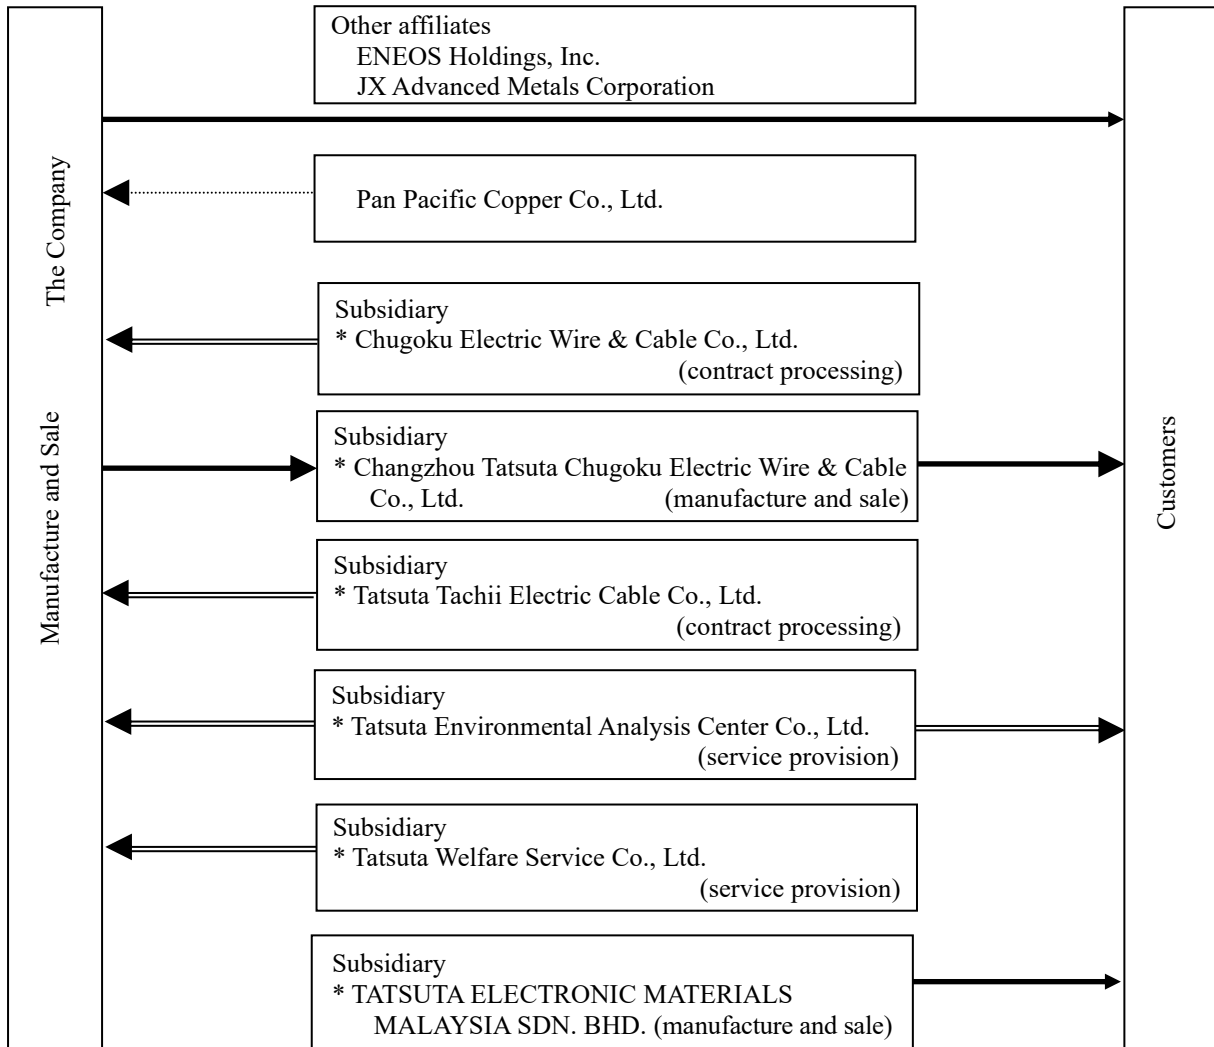 Other affiliates
ENEOS Holdings, Inc.
JX Advanced Metals Corporation
The Company
Manufacture and Sale
Pan Pacific Copper Co., Ltd.
Subsidiary
* Chugoku Electric Wire & Cable Co., Ltd.
(contract processing)
Subsidiary
* Changzhou Tatsuta Chugoku Electric Wire & Cable
Co., Ltd. (manufacture and sale)
Subsidiary
* Tatsuta Tachii Electric Cable Co., Ltd.
(contract processing)
Subsidiary
* Tatsuta Environmental Analysis Center Co., Ltd.
(service provision)
Subsidiary
* Tatsuta Welfare Service Co., Ltd.
(service provision)
Subsidiary
* TATSUTA ELECTRONIC MATERIALS
MALAYSIA SDN. BHD. (manufacture and sale)
Customers